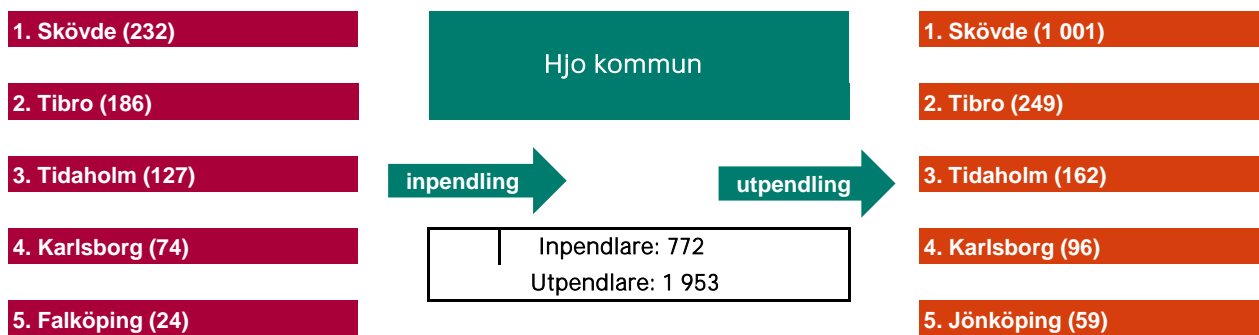 1. Skövde (232)
2. Tibro (186)
3. Tidaholm (127)
4. Karlsborg (74)
5. Falköping (24)
Hjo kommun
inpendling
utpendling
Inpendlare: 772
Utpendlare: 1 953
1. Skövde (1 001)
2. Tibro (249)
3. Tidaholm (162)
4. Karlsborg (96)
5. Jönköping (59)